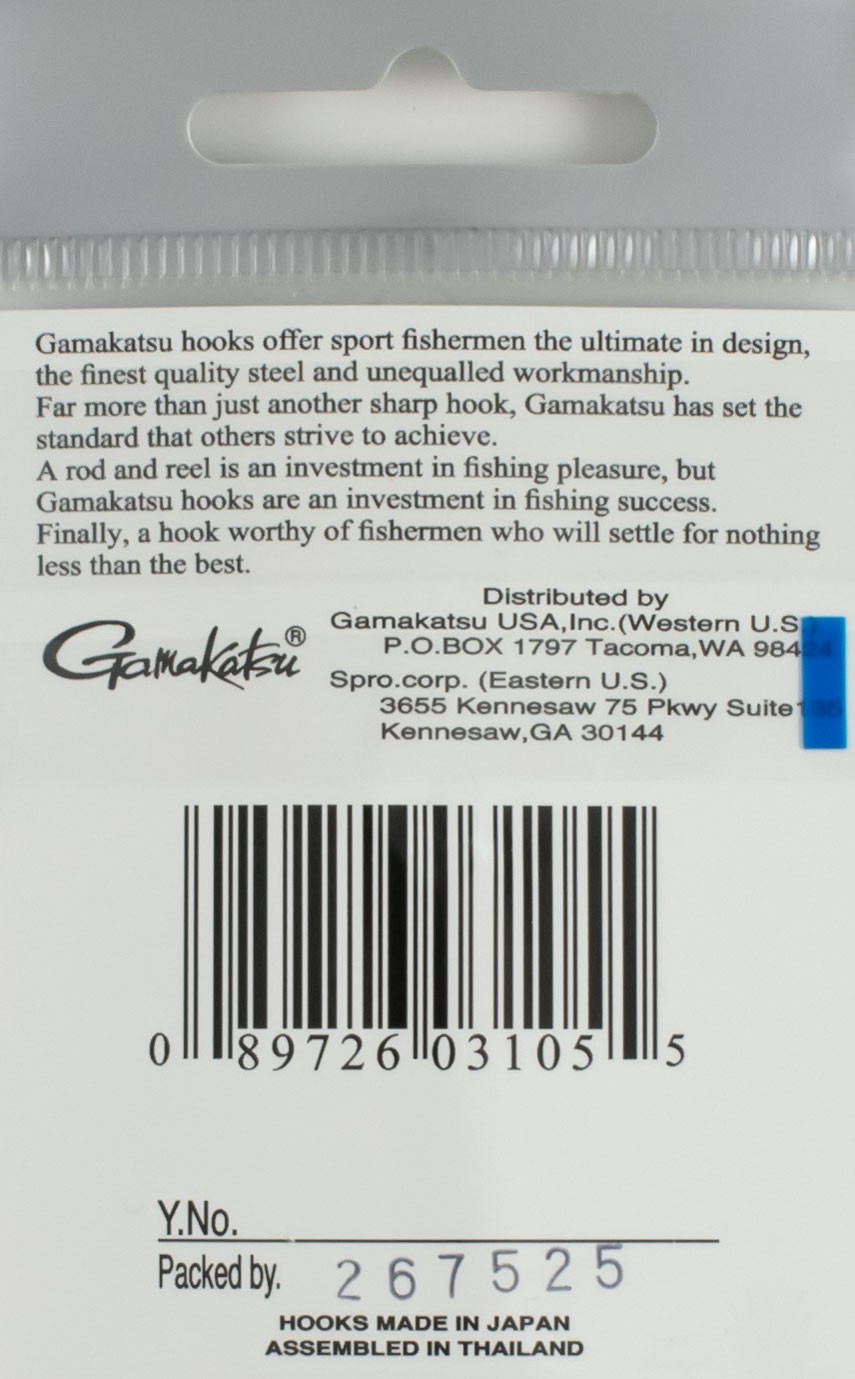 Gamakatsu hooks offer sport fishermen the ultimate in design,
the finest quality steel and unequalled workmanship.
Far more than just another sharp hook, Gamakatsu has set the
standard that others strive to achieve.
A rod and reel is an investment in fishing pleasure, but
Gamakatsu hooks are an investment in fishing success.
Finally, a hook worthy of fishermen who will settle for nothing
less than the best.
Gamakatsu®
Distributed by
Gamakatsu USA,Inc.(Western U.S.)
P.O.BOX 1797 Tacoma,WA 98424
Spro.corp. (Eastern U.S.)
3655 Kennesaw 75 Pkwy Suite135
Kennesaw,GA 30144
0 89726 03105 5
Y.No.
Packed by. 267525
HOOKS MADE IN JAPAN
ASSEMBLED IN THAILAND